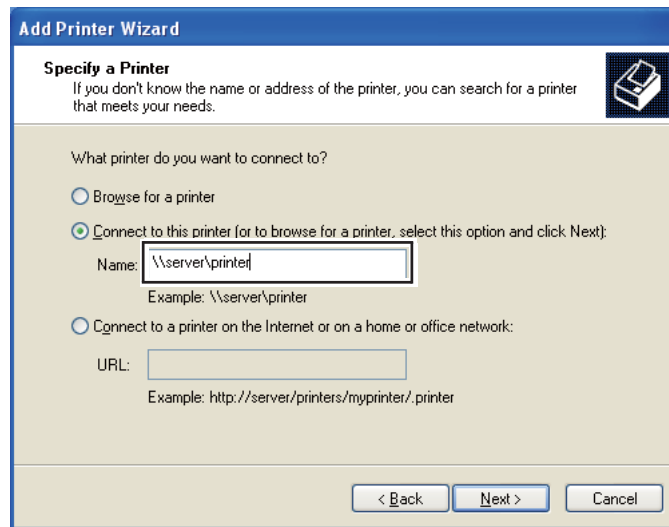 Add Printer Wizard
Specify a Printer
If you don't know the name or address of the printer, you can search for a printer
that meets your needs.
What printer do you want to connect to?
Browse for a printer
Connect to this printer (or to browse for a printer, select this option and click Next):
Name: \\server\printer
Example: \\server\printer
Connect to a printer on the Internet or on a home or office network:
URL:
Example: http://server/printers/myprinter/.printer
< Back Next > Cancel